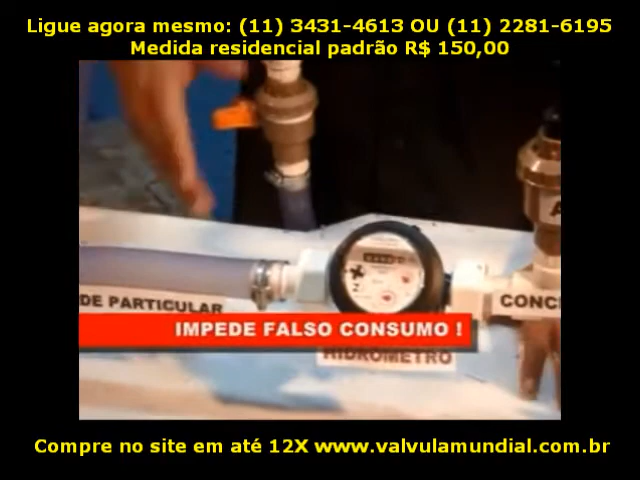 Ligue agora mesmo: (11) 3431-4613 OU (11) 2281-6195
Medida residencial padrão R$ 150,00
DE PARTICULAR
CONC
IMPEDE FALSO CONSUMO !
HIDRÔMETRO
Compre no site em até 12X www.valvulamundial.com.br